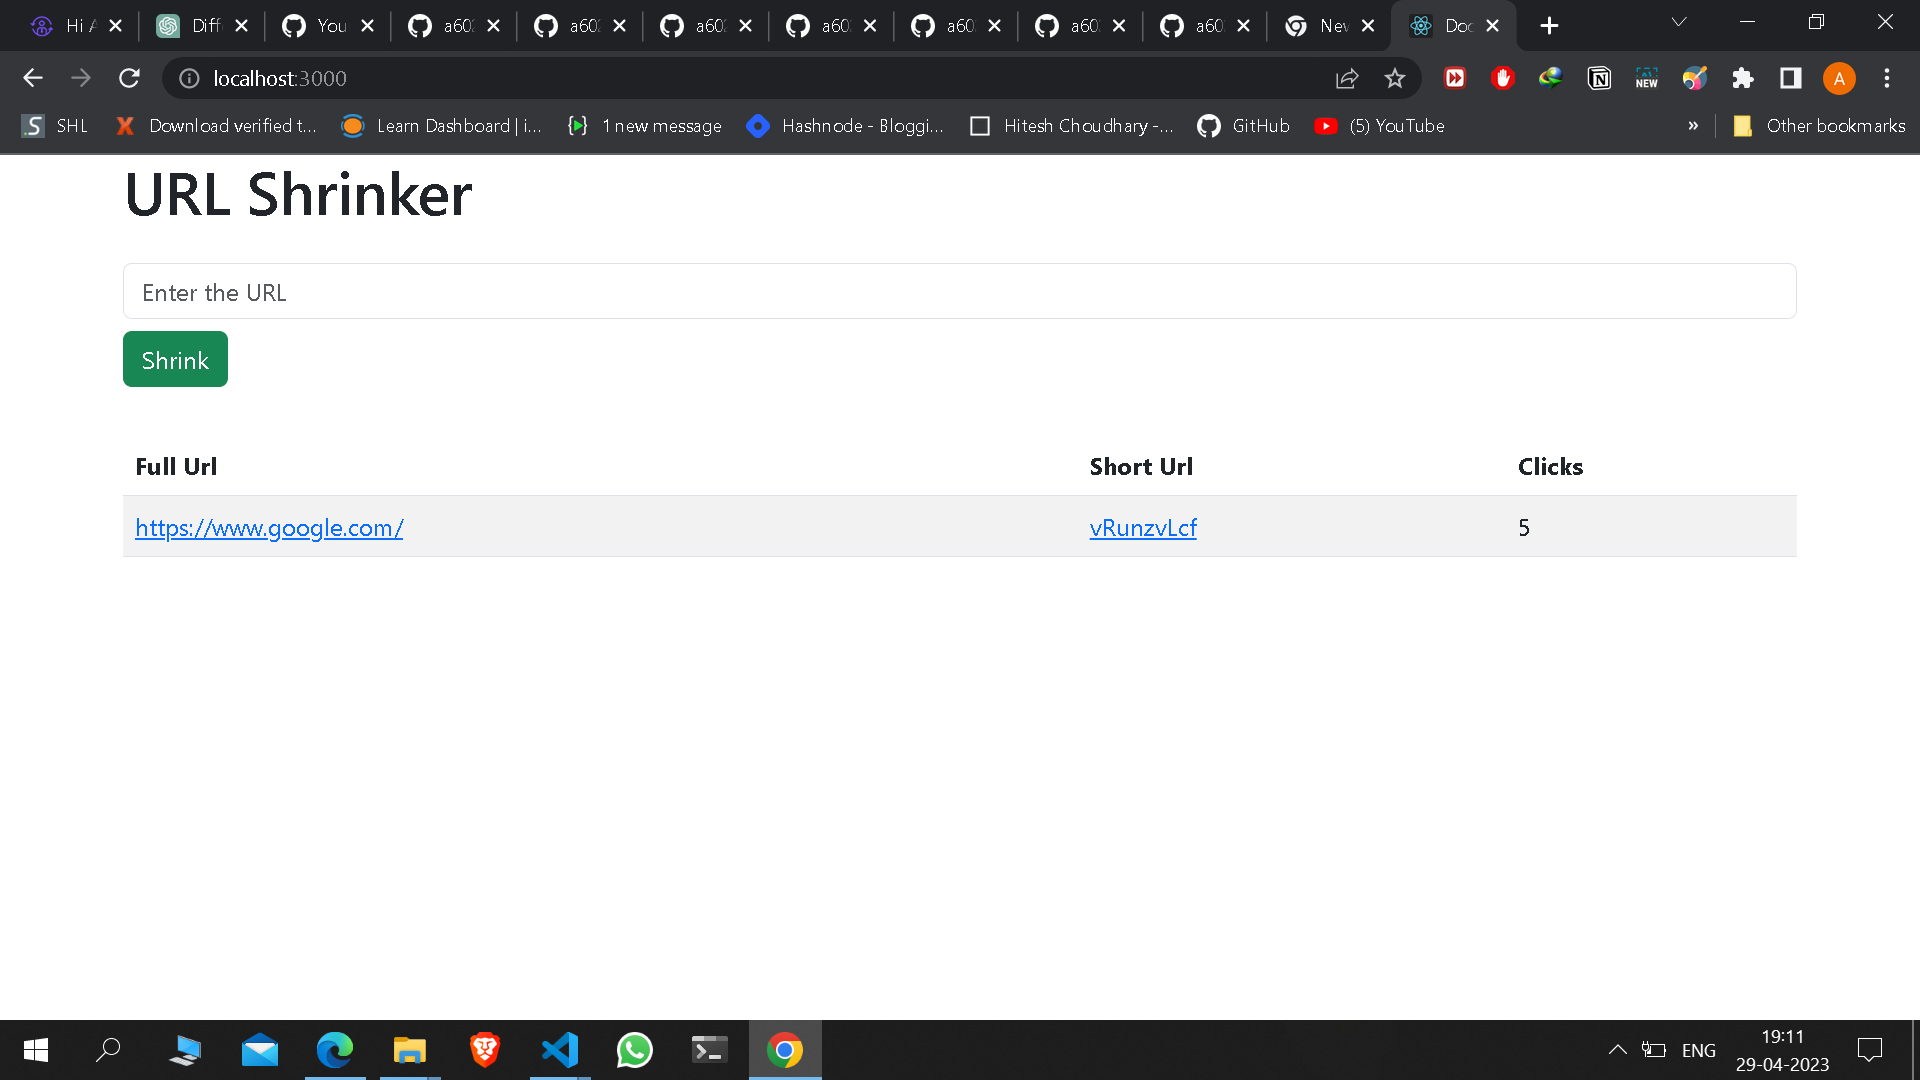 Hi A
Diff
You
a60
a60
a60
a60
a60
a60
a60
Nev
Doc
localhost:3000
NEW
A
SHL
Download verified t...
Learn Dashboard | i...
1 new message
Hashnode - Bloggi...
Hitesh Choudhary -...
GitHub
(5) YouTube
»
Other bookmarks
URL Shrinker
Enter the URL
Shrink
Full Url
Short Url
Clicks
https://www.google.com/
vRunzvLcf
5
ENG
19:11
29-04-2023